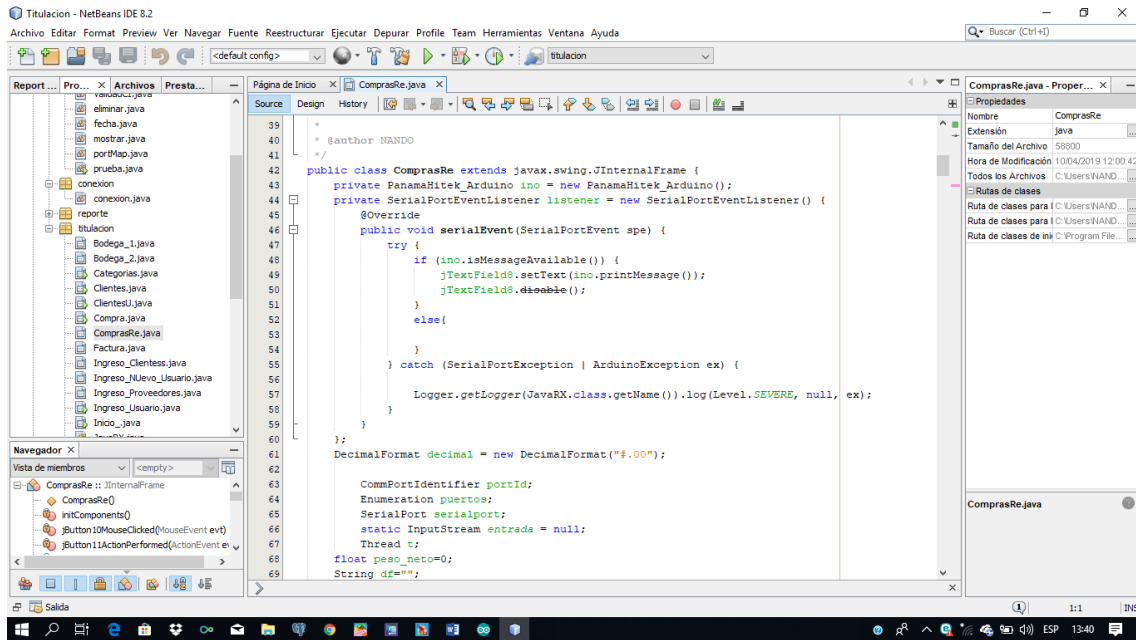 Titulacion - NetBeans IDE 8.2
Archivo Editar Format Preview Ver Navegar Fuente Reestructurar Ejecutar Depurar Profile Team Herramientas Ventana Ayuda
Buscar (Ctrl+I)
<default config>
titulacion
Report ... Pro... Archivos Presta...
eliminar.java
fecha.java
mostrar.java
portMap.java
prueba.java
conexion
conexion.java
reporte
titulacion
Bodega_1.java
Bodega_2.java
Categorias.java
Clientes.java
ClientesU.java
Compra.java
ComprasRe.java
Factura.java
Ingreso_Clientess.java
Ingreso_NUevo_Usuario.java
Ingreso_Proveedores.java
Ingreso_Usuario.java
Inicio_.java
Navegador
Vista de miembros <empty>
ComprasRe :: JInternalFrame
ComprasRe()
initComponents()
jButton10MouseClicked(MouseEvent evt)
jButton11ActionPerformed(ActionEvent ev
Página de Inicio ComprasRe.java
Source Design History
39 *
40 * @author NANDO
41 */
42 public class ComprasRe extends javax.swing.JInternalFrame {
43 private PanamaHitek_Arduino ino = new PanamaHitek_Arduino();
44 private SerialPortEventListener listener = new SerialPortEventListener() {
45 @Override
46 public void serialEvent(SerialPortEvent spe) {
47 try {
48 if (ino.isMessageAvailable()) {
49 jTextField8.setText(ino.printMessage());
50 jTextField8.disable();
51 }
52 else{
53
54 }
55 } catch (SerialPortException | ArduinoException ex) {
56
57 Logger.getLogger(JavaRX.class.getName()).log(Level.SEVERE, null, ex);
58 }
59 }
60 };
61 DecimalFormat decimal = new DecimalFormat("#.00");
62
63 CommPortIdentifier portId;
64 Enumeration puertos;
65 SerialPort serialport;
66 static InputStream entrada = null;
67 Thread t;
68 float peso_neto=0;
69 String df="";
ComprasRe.java - Proper...
Propiedades
Nombre ComprasRe
Extensión java
Tamaño del Archivo 58800
Hora de Modificación 10/04/2019 12:00:42
Todos los Archivos C:\Users\NAND...
Rutas de clases
Ruta de clases para l C:\Users\NAND...
Ruta de clases para l C:\Users\NAND...
Ruta de clases de ini C:\Program File...
ComprasRe.java
Salida
1 1:1 INS
ESP 13:40